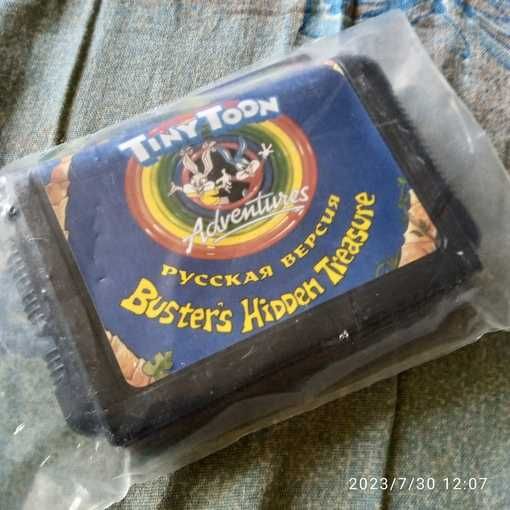 TINY TOON
Adventures
РУССКАЯ ВЕРСИЯ
BUSTER'S HIDDEN TREASURE
2023/7/30 12:07